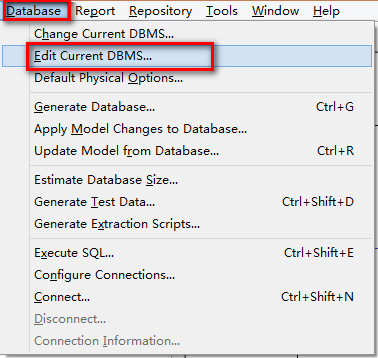 Database Report Repository Tools Window Help
Change Current DBMS...
Edit Current DBMS...
Default Physical Options...
Generate Database... Ctrl+G
Apply Model Changes to Database...
Update Model from Database... Ctrl+R
Estimate Database Size...
Generate Test Data... Ctrl+Shift+D
Generate Extraction Scripts...
Execute SQL... Ctrl+Shift+E
Configure Connections...
Connect... Ctrl+Shift+N
Disconnect...
Connection Information...